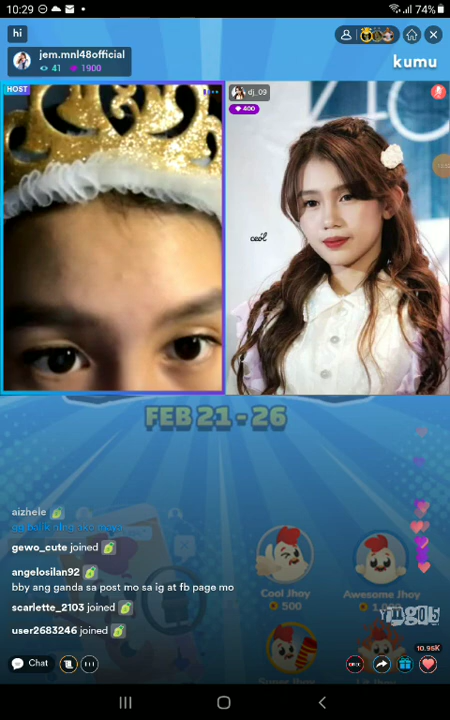 10:29
74%
hi
jem.mnl48official
41
1900
kumu
HOST
dj_09
400
ceól
FEB 21 - 26
aizhele
gewo_cute joined
angelosilan92
bby ang ganda sa post mo sa ig at fb page mo
scarlette_2103 joined
user2683246 joined
Cool Jhoy
500
Awesome Jhoy
Chat
10.95K